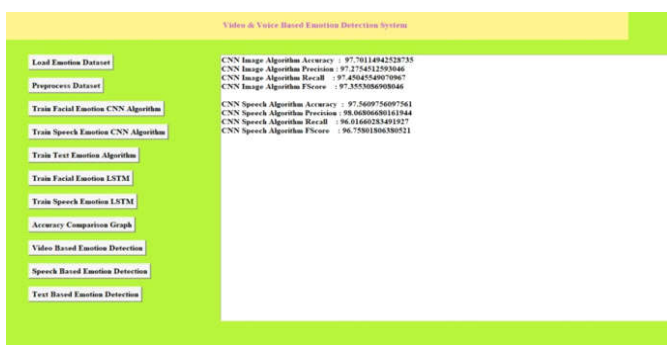 Video & Voice Based Emotion Detection System
Load Emotion Dataset
Preprocess Dataset
Train Facial Emotion CNN Algorithm
Train Speech Emotion CNN Algorithm
Train Text Emotion Algorithm
Train Facial Emotion LSTM
Train Speech Emotion LSTM
Accuracy Comparison Graph
Video Based Emotion Detection
Speech Based Emotion Detection
Text Based Emotion Detection
CNN Image Algorithm Accuracy : 97.70114942528735
CNN Image Algorithm Precision : 97.2754512593046
CNN Image Algorithm Recall : 97.45045549070967
CNN Image Algorithm FScore : 97.3553086908046
CNN Speech Algorithm Accuracy : 97.5609756097561
CNN Speech Algorithm Precision : 98.06806680161944
CNN Speech Algorithm Recall : 96.01660283491927
CNN Speech Algorithm FScore : 96.75801806380521